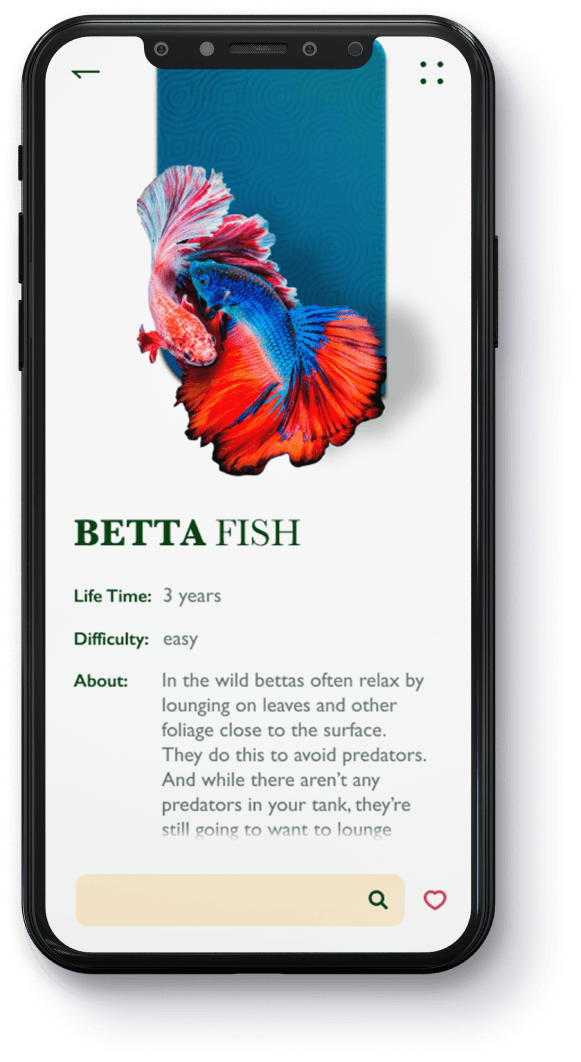 BETTA FISH
Life Time: 3 years
Difficulty: easy
About: In the wild bettas often relax by
lounging on leaves and other
foliage close to the surface.
They do this to avoid predators.
And while there aren’t any
predators in your tank, they’re
still going to want to lounge